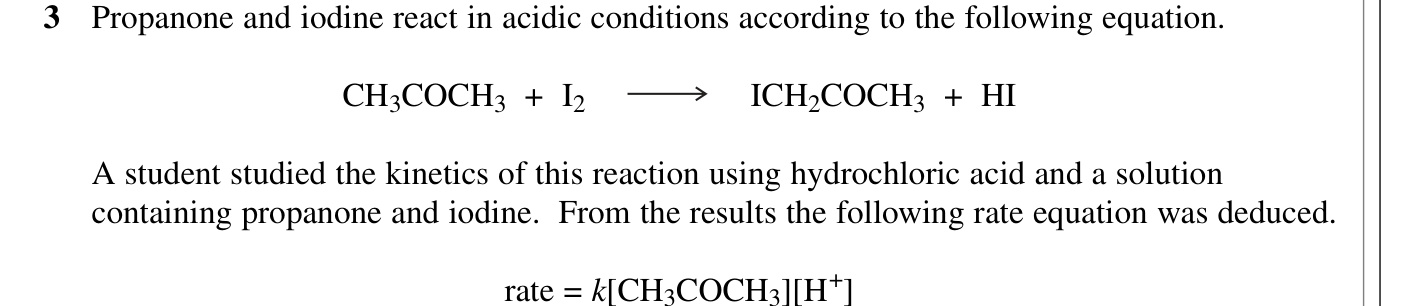 3 Propanone and iodine react in acidic conditions according to the following equation.
CH₃COCH₃ + I₂ ⟶ ICH₂COCH₃ + HI
A student studied the kinetics of this reaction using hydrochloric acid and a solution
containing propanone and iodine. From the results the following rate equation was deduced.
rate = k[CH₃COCH₃][H⁺]